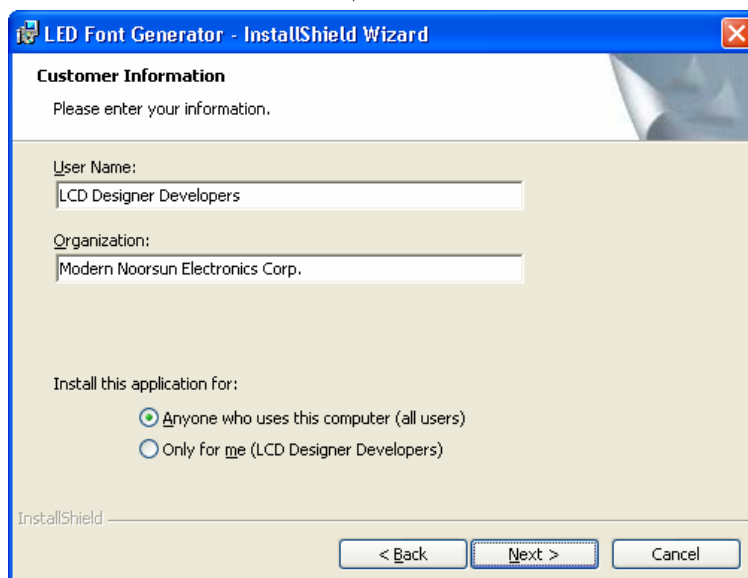 LED Font Generator - InstallShield Wizard
Customer Information
Please enter your information.
User Name:
LCD Designer Developers
Organization:
Modern Noorsun Electronics Corp.
Install this application for:
Anyone who uses this computer (all users)
Only for me (LCD Designer Developers)
InstallShield
< Back Next > Cancel